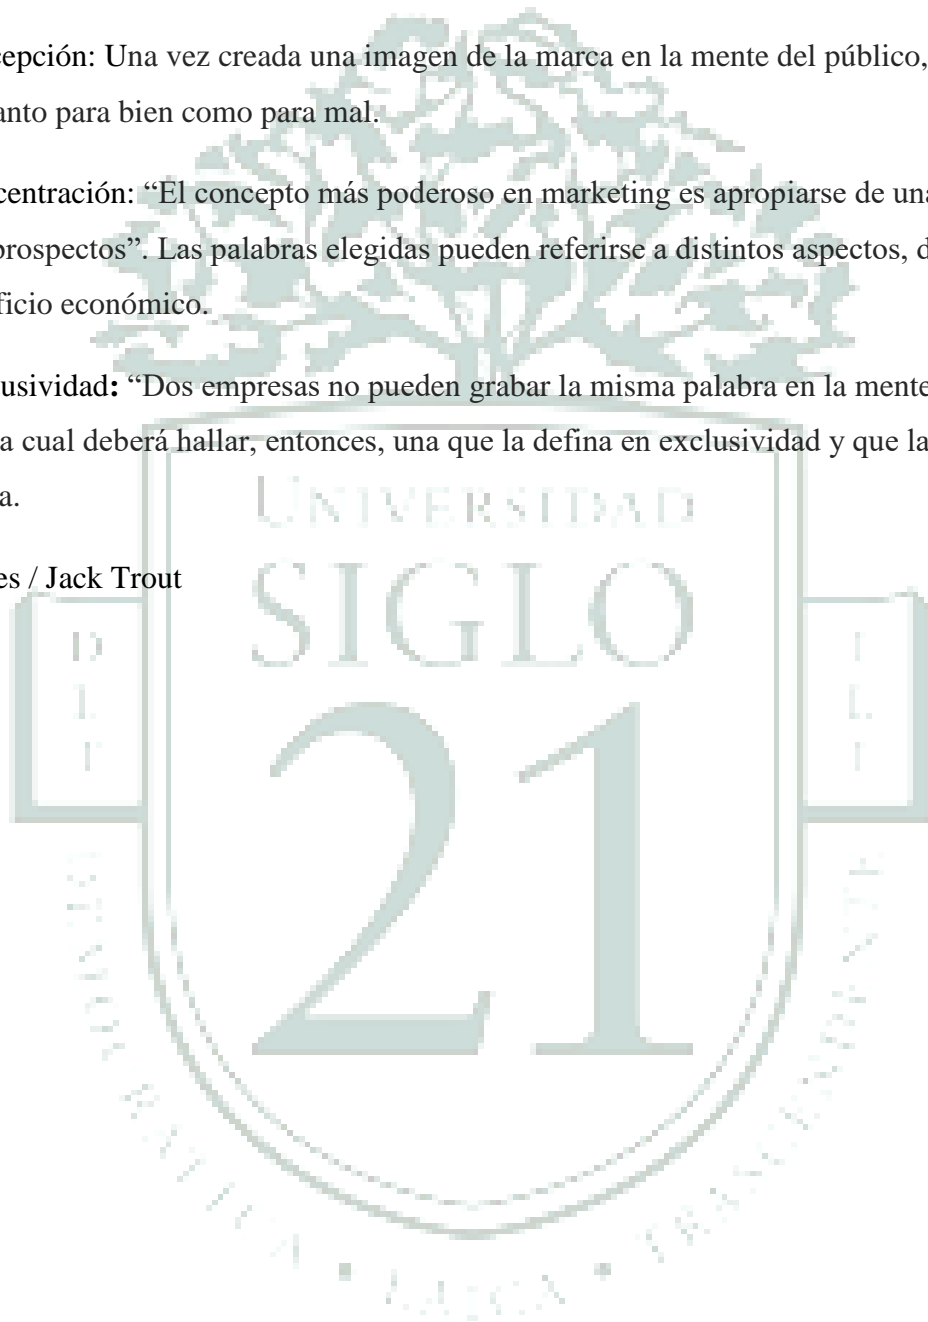 cepción: Una vez creada una imagen de la marca en la mente del público,
anto para bien como para mal.
centración: “El concepto más poderoso en marketing es apropiarse de una
prospectos”. Las palabras elegidas pueden referirse a distintos aspectos, d
ficio económico.
lusividad: “Dos empresas no pueden grabar la misma palabra en la mente
a cual deberá hallar, entonces, una que la defina en exclusividad y que la
a.
UNIVERSIDAD
es / Jack Trout
SIGLO
21
LAICA